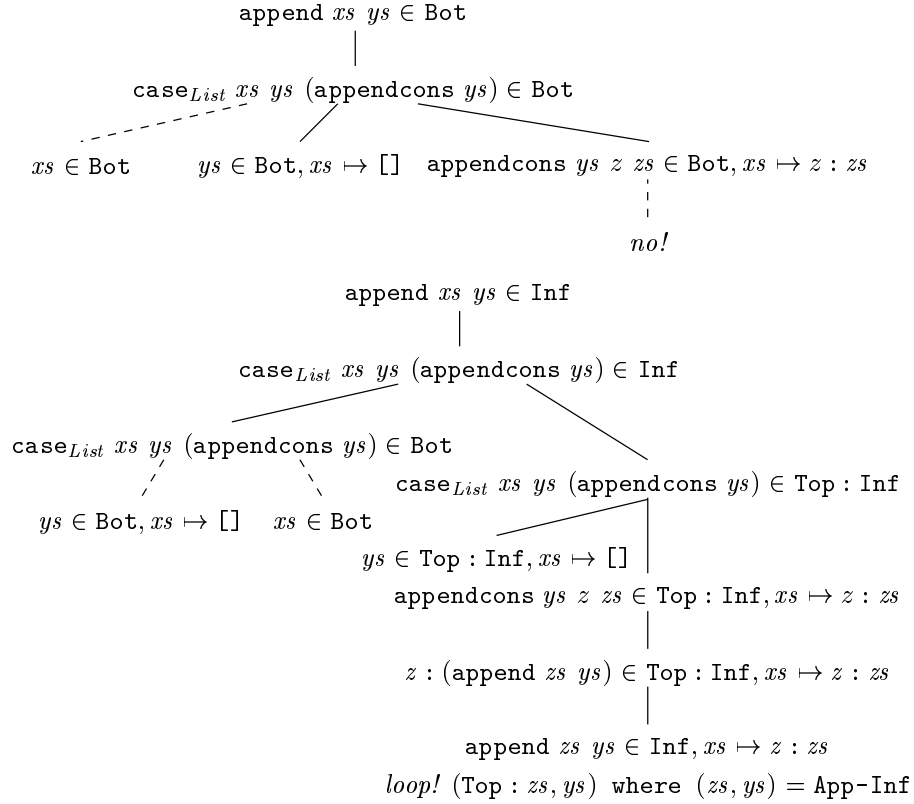 append xs ys ∈ Bot
case_List xs ys (appendcons ys) ∈ Bot
xs ∈ Bot ys ∈ Bot, xs ↦ [] appendcons ys z zs ∈ Bot, xs ↦ z : zs
no!
append xs ys ∈ Inf
case_List xs ys (appendcons ys) ∈ Inf
case_List xs ys (appendcons ys) ∈ Bot
case_List xs ys (appendcons ys) ∈ Top : Inf
ys ∈ Bot, xs ↦ [] xs ∈ Bot
ys ∈ Top : Inf, xs ↦ []
appendcons ys z zs ∈ Top : Inf, xs ↦ z : zs
z : (append zs ys) ∈ Top : Inf, xs ↦ z : zs
append zs ys ∈ Inf, xs ↦ z : zs
loop! (Top : zs, ys) where (zs, ys) = App-Inf